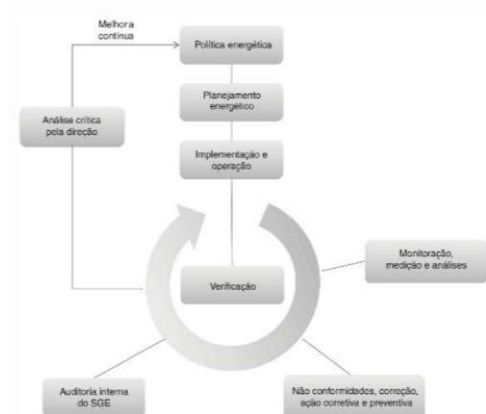 Melhora
contínua
Política energética
Planejamento
energético
Análise crítica
pela direção
Implementação e
operação
Monitoração,
medição e análises
Verificação
Auditoria interna
do SGE
Não conformidades, correção,
ação corretiva e preventiva